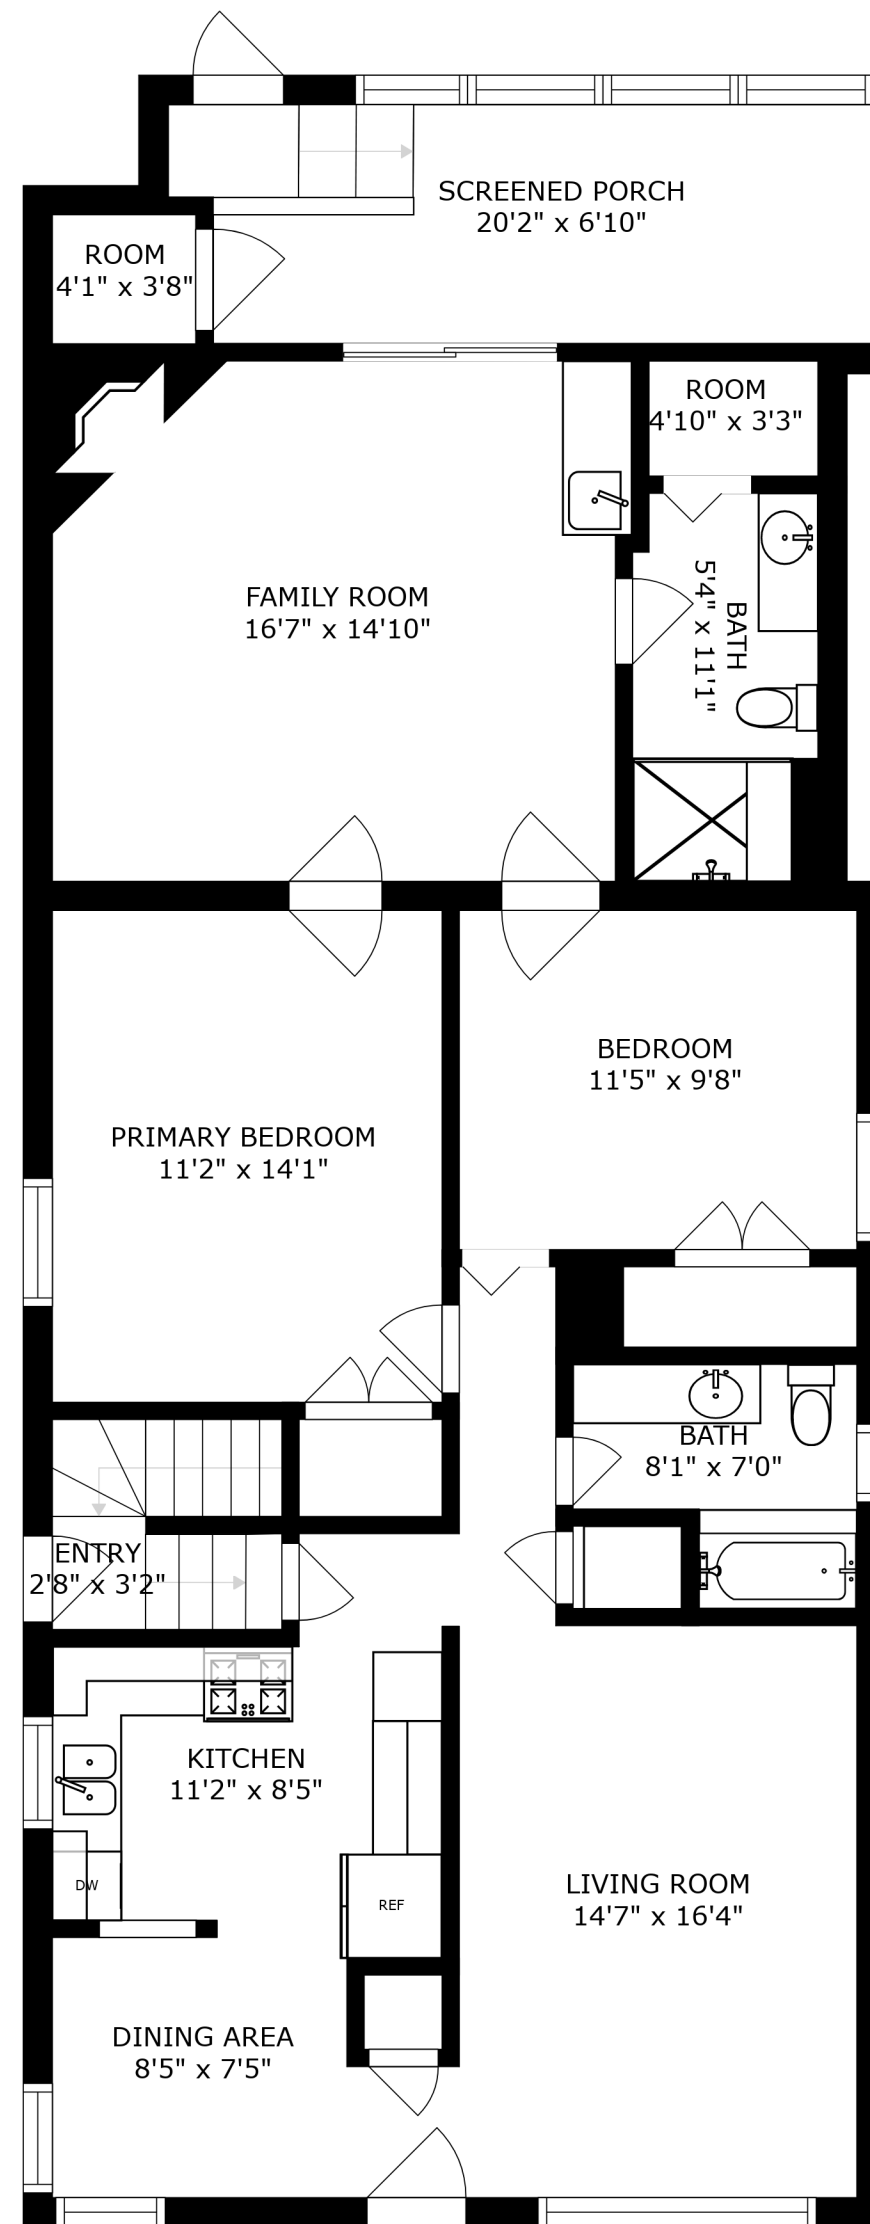 SCREENED PORCH
20'2" x 6'10"
ROOM
4'1" x 3'8"
ROOM
4'10" x 3'3"
FAMILY ROOM
16'7" x 14'10"
BATH
5'4" x 11'1"
BEDROOM
11'5" x 9'8"
PRIMARY BEDROOM
11'2" x 14'1"
BATH
8'1" x 7'0"
ENTRY
2'8" x 3'2"
KITCHEN
11'2" x 8'5"
DW
REF
LIVING ROOM
14'7" x 16'4"
DINING AREA
8'5" x 7'5"